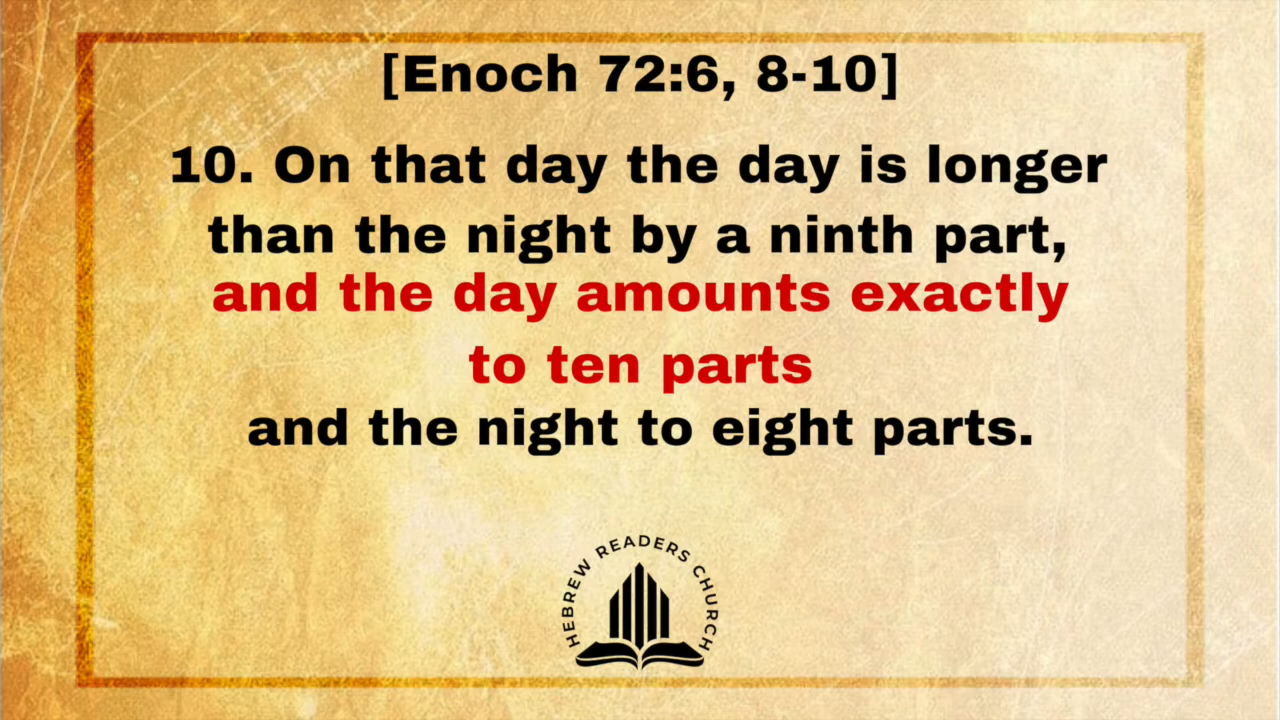 [Enoch 72:6, 8-10]
10. On that day the day is longer
than the night by a ninth part,
and the day amounts exactly
to ten parts
and the night to eight parts.
HEBREW READERS CHURCH